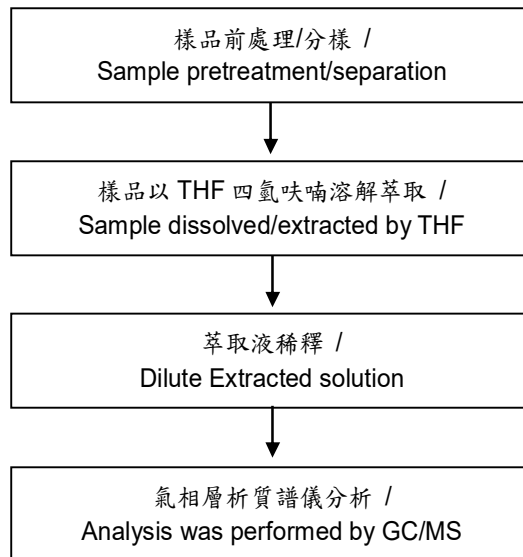 樣品前處理/分樣 /
Sample pretreatment/separation
樣品以 THF 四氫呋喃溶解萃取 /
Sample dissolved/extracted by THF
萃取液稀釋 /
Dilute Extracted solution
氣相層析質譜儀分析 /
Analysis was performed by GC/MS